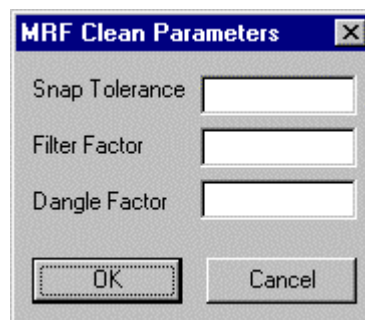 MRF Clean Parameters
Snap Tolerance
Filter Factor
Dangle Factor
OK Cancel